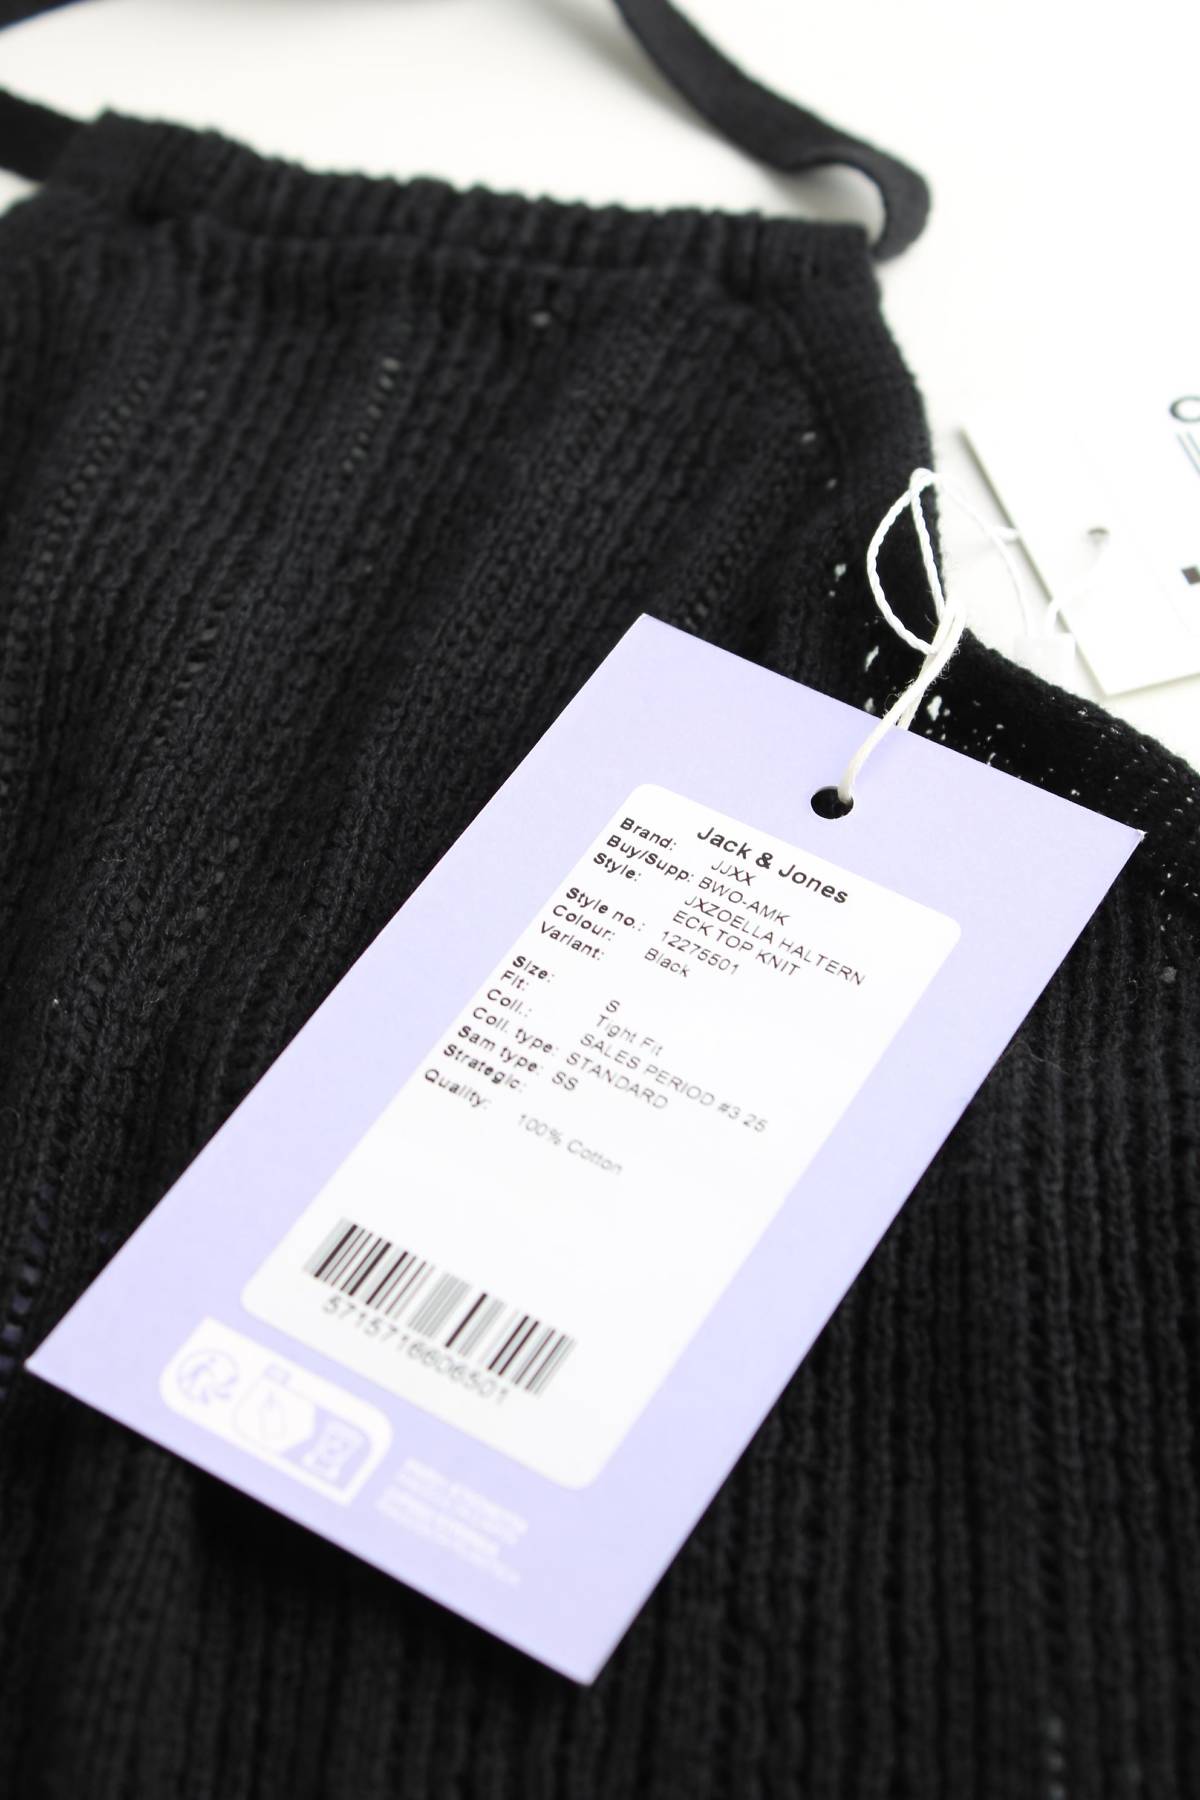 Jack & Jones
Brand: JJXX
Buy/Supp: BWO-AMK
Style: JXZOELLA HALTERN
ECK TOP KNIT
Style no.: 12275501
Colour: Black
Variant:
Size: S
Fit: Tight Fit
Coll.: SALES PERIOD #3 25
Coll. type: STANDARD
Sam type: SS
Strategic:
Quality: 100% Cotton
5715716606501